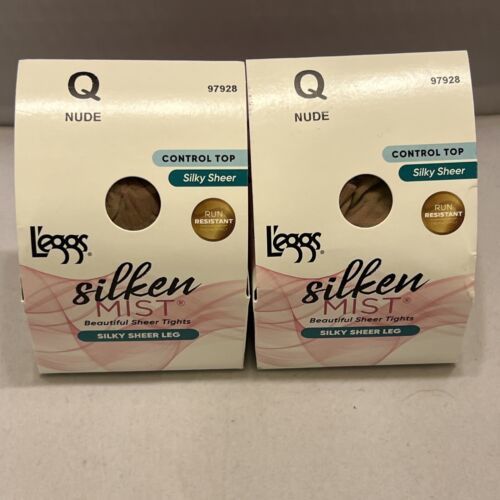 Q
97928
NUDE
CONTROL TOP
Silky Sheer
RUN
RESISTANT
L'eggs®
silken
MIST®
Beautiful Sheer Tights
SILKY SHEER LEG
Q
97928
NUDE
CONTROL TOP
Silky Sheer
RUN
RESISTANT
L'eggs®
silken
MIST®
Beautiful Sheer Tights
SILKY SHEER LEG